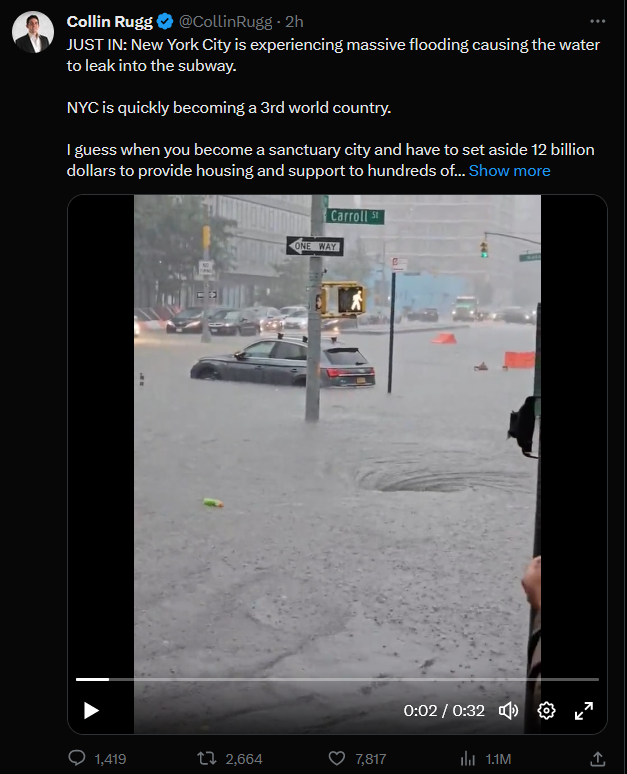 Collin Rugg @CollinRugg · 2h
JUST IN: New York City is experiencing massive flooding causing the water
to leak into the subway.
NYC is quickly becoming a 3rd world country.
I guess when you become a sanctuary city and have to set aside 12 billion
dollars to provide housing and support to hundreds of... Show more
Carroll ST
ONE WAY
0:02 / 0:32
1,419 2,664 7,817 1.1M